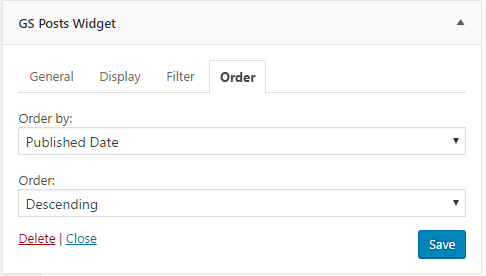 GS Posts Widget
General Display Filter Order
Order by:
Published Date
Order:
Descending
Delete | Close
Save